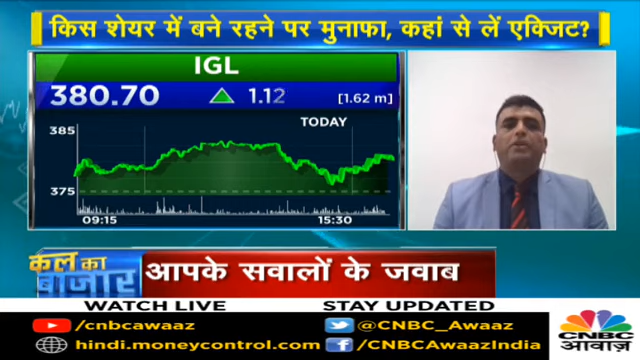 किस शेयर में बने रहने पर मुनाफा, कहां से लें एक्जिट?
IGL
380.70 1.12 [1.62 m]
TODAY
385
375
09:15 15:30
कल का
बाज़ार
आपके सवालों के जवाब
WATCH LIVE STAY UPDATED
/cnbcawaaz @CNBC_Awaaz
hindi.moneycontrol.com /CNBCAwaazIndia
CNBC
आवाज़